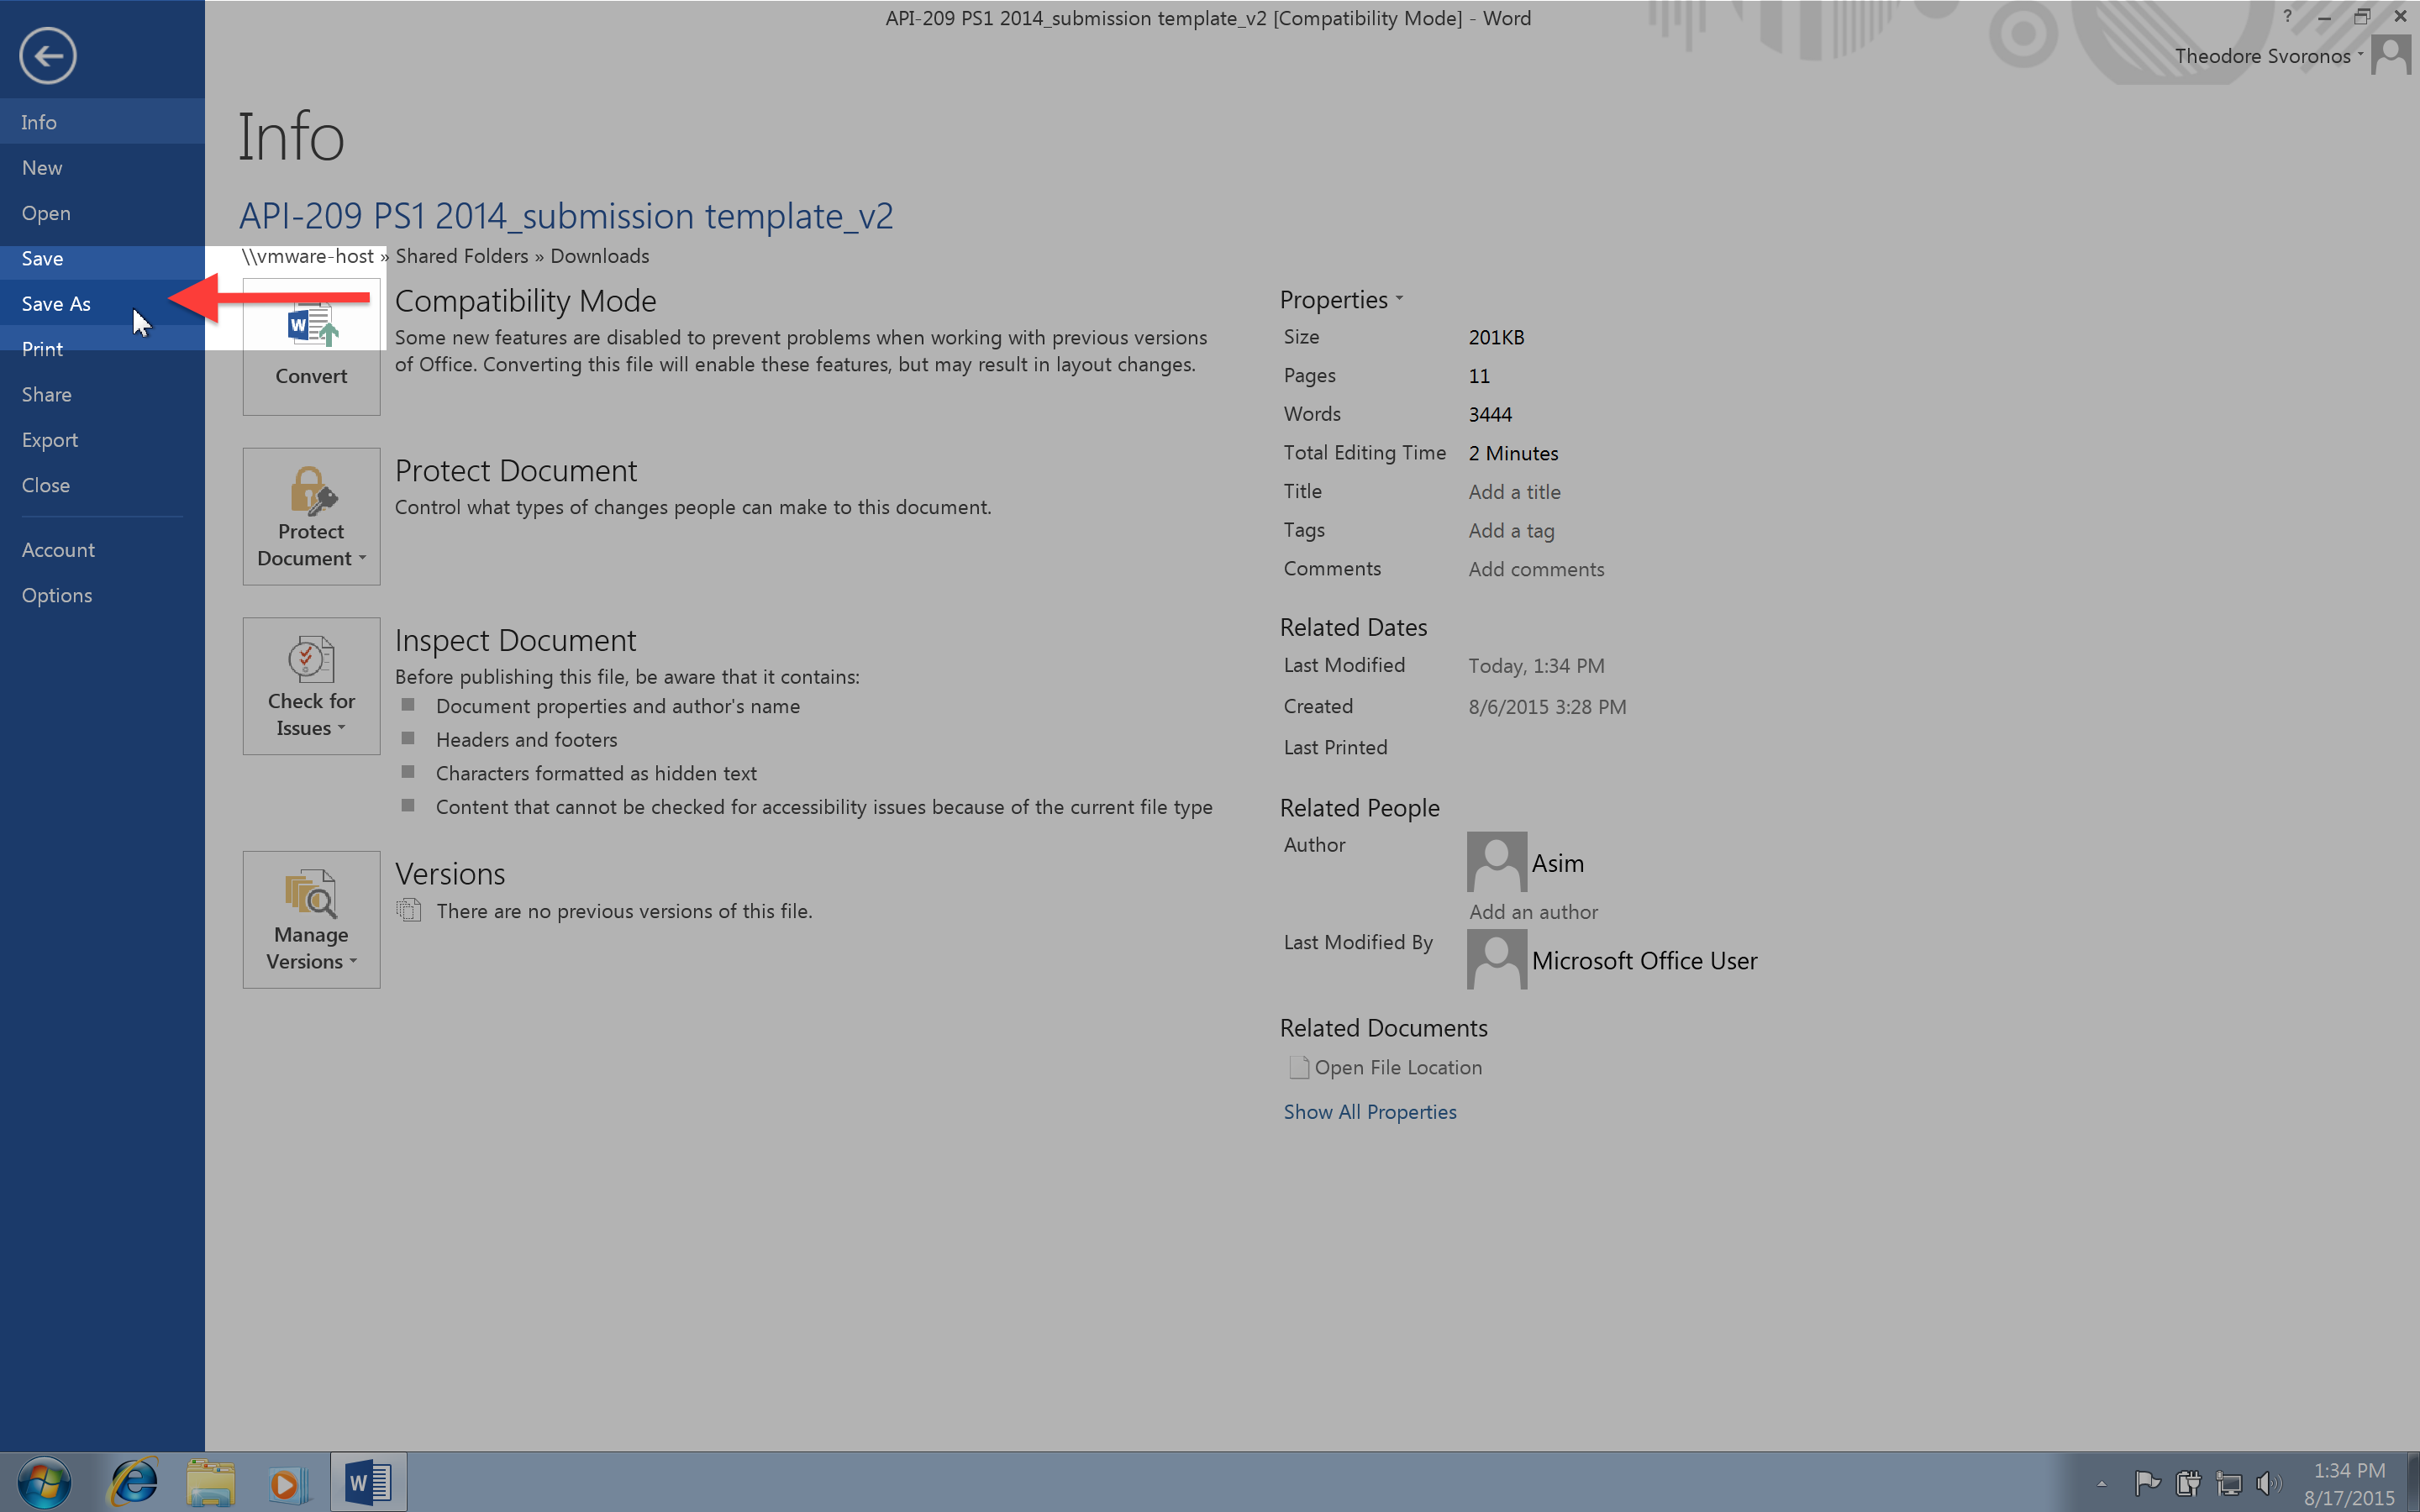 API-209 PS1 2014_submission template_v2 [Compatibility Mode] - Word
?
Theodore Svoronos
Info
New
Open
Save
Save As
Print
Share
Export
Close
Account
Options
Info
API-209 PS1 2014_submission template_v2
\\vmware-host » Shared Folders » Downloads
W
Convert
Compatibility Mode
Some new features are disabled to prevent problems when working with previous versions
of Office. Converting this file will enable these features, but may result in layout changes.
Protect
Document
Protect Document
Control what types of changes people can make to this document.
Check for
Issues
Inspect Document
Before publishing this file, be aware that it contains:
Document properties and author's name
Headers and footers
Characters formatted as hidden text
Content that cannot be checked for accessibility issues because of the current file type
Manage
Versions
Versions
There are no previous versions of this file.
Properties
Size 201KB
Pages 11
Words 3444
Total Editing Time 2 Minutes
Title Add a title
Tags Add a tag
Comments Add comments
Related Dates
Last Modified Today, 1:34 PM
Created 8/6/2015 3:28 PM
Last Printed
Related People
Author Asim
Add an author
Last Modified By Microsoft Office User
Related Documents
Open File Location
Show All Properties
W
1:34 PM
8/17/2015